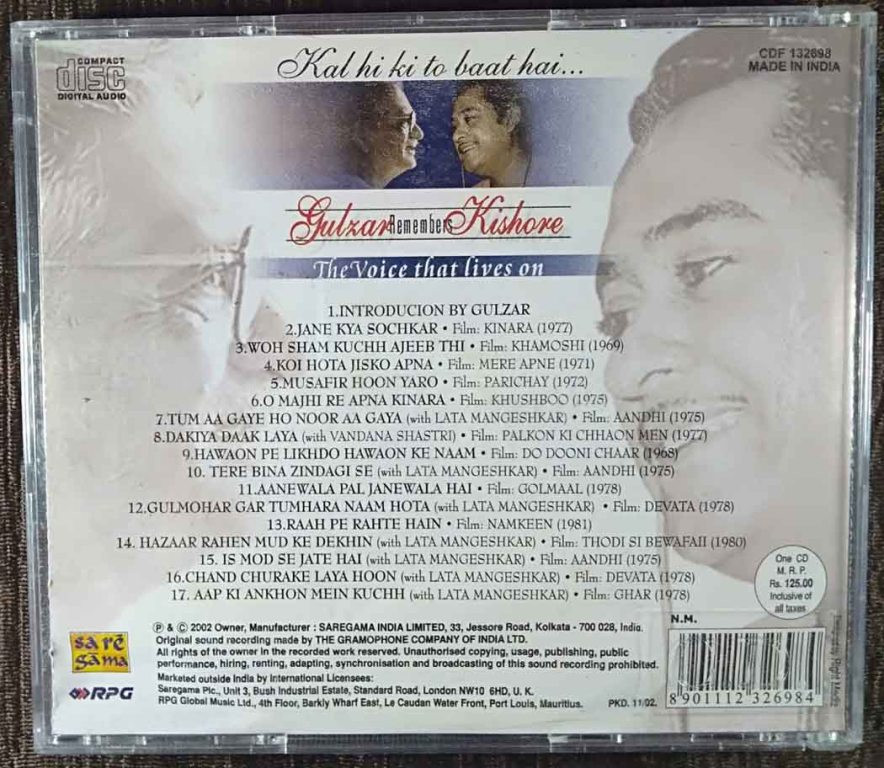 COMPACT
disc
DIGITAL AUDIO
Kal hi ki to baat hai...
CDF 132698
MADE IN INDIA
Gulzar Remembers Kishore
The Voice that lives on
1.INTRODUCION BY GULZAR
2.JANE KYA SOCHKAR • Film: KINARA (1977)
3.WOH SHAM KUCHH AJEEB THI • Film: KHAMOSHI (1969)
4.KOI HOTA JISKO APNA • Film: MERE APNE (1971)
5.MUSAFIR HOON YARO • Film: PARICHAY (1972)
6.O MAJHI RE APNA KINARA • Film: KHUSHBOO (1975)
7.TUM AA GAYE HO NOOR AA GAYA (with LATA MANGESHKAR) • Film: AANDHI (1975)
8.DAKIYA DAAK LAYA (with VANDANA SHASTRI) • Film: PALKON KI CHHAON MEN (1977)
9.HAWAON PE LIKHDO HAWAON KE NAAM • Film: DO DOONI CHAAR (1968)
10. TERE BINA ZINDAGI SE (with LATA MANGESHKAR) • Film: AANDHI (1975)
11.AANEWALA PAL JANEWALA HAI • Film: GOLMAAL (1978)
12.GULMOHAR GAR TUMHARA NAAM HOTA (with LATA MANGESHKAR) • Film: DEVATA (1978)
13.RAAH PE RAHTE HAIN • Film: NAMKEEN (1981)
14. HAZAAR RAHEN MUD KE DEKHIN (with LATA MANGESHKAR) • Film: THODI SI BEWAFAII (1980)
15. IS MOD SE JATE HAI (with LATA MANGESHKAR) • Film: AANDHI (1975)
16.CHAND CHURAKE LAYA HOON (with LATA MANGESHKAR) • Film: DEVATA (1978)
17. AAP KI ANKHON MEIN KUCHH (with LATA MANGESHKAR) • Film: GHAR (1978)
One CD
M. R. P.
Rs. 125.00
Inclusive of
all taxes
sa rē
gāma
RPG
℗ & © 2002 Owner, Manufacturer : SAREGAMA INDIA LIMITED, 33, Jessore Road, Kolkata - 700 028, India.
Original sound recording made by THE GRAMOPHONE COMPANY OF INDIA LTD.
All rights of the owner in the recorded work reserved. Unauthorised copying, usage, publishing, public
performance, hiring, renting, adapting, synchronisation and broadcasting of this sound recording prohibited.
Marketed outside India by International Licensees:
Saregama Plc., Unit 3, Bush Industrial Estate, Standard Road, London NW10 6HD, U. K.
RPG Global Music Ltd., 4th Floor, Barkly Wharf East, Le Caudan Water Front, Port Louis, Mauritius.
PKD. 11/02.
N.M.
8 901112 326984